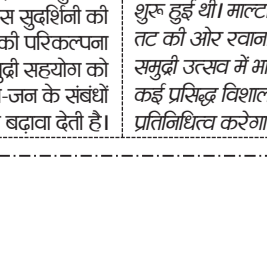 स सुदर्शिनी की
की परिकल्पना
मुद्री सहयोग को
-जन के संबंधों
बढ़ावा देती है।
शुरू हुई थी। माल्ट
तट की ओर रवान
समुद्री उत्सव में भ
कई प्रसिद्ध विशाल
प्रतिनिधित्व करेगा